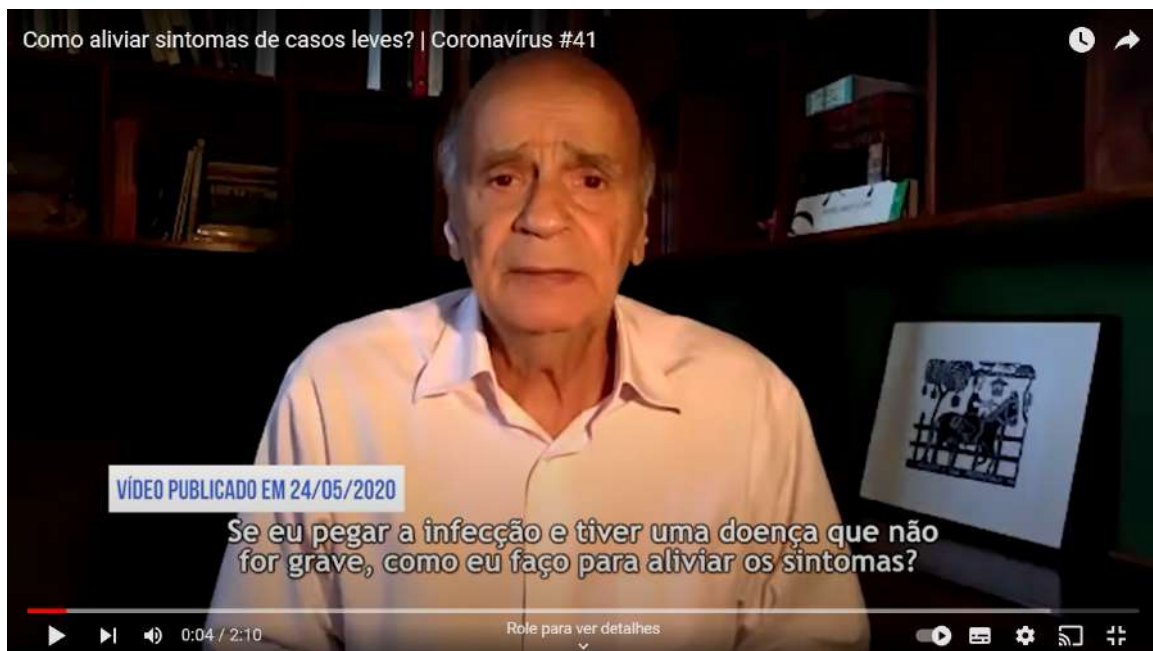 Como aliviar sintomas de casos leves? | Coronavírus #41
VÍDEO PUBLICADO EM 24/05/2020
Se eu pegar a infecção e tiver uma doença que não
for grave, como eu faço para aliviar os sintomas?
0:04 / 2:10
Role para ver detalhes